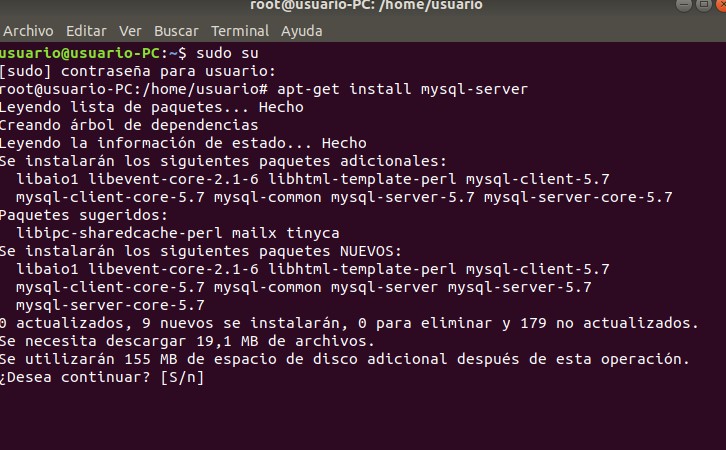 root@usuario-PC: /home/usuario
Archivo Editar Ver Buscar Terminal Ayuda
usuario@usuario-PC:~$ sudo su
[sudo] contraseña para usuario:
root@usuario-PC:/home/usuario# apt-get install mysql-server
Leyendo lista de paquetes... Hecho
Creando árbol de dependencias
Leyendo la información de estado... Hecho
Se instalarán los siguientes paquetes adicionales:
  libaio1 libevent-core-2.1-6 libhtml-template-perl mysql-client-5.7
  mysql-client-core-5.7 mysql-common mysql-server-5.7 mysql-server-core-5.7
Paquetes sugeridos:
  libipc-sharedcache-perl mailx tinyca
Se instalarán los siguientes paquetes NUEVOS:
  libaio1 libevent-core-2.1-6 libhtml-template-perl mysql-client-5.7
  mysql-client-core-5.7 mysql-common mysql-server mysql-server-5.7
  mysql-server-core-5.7
0 actualizados, 9 nuevos se instalarán, 0 para eliminar y 179 no actualizados.
Se necesita descargar 19,1 MB de archivos.
Se utilizarán 155 MB de espacio de disco adicional después de esta operación.
¿Desea continuar? [S/n]